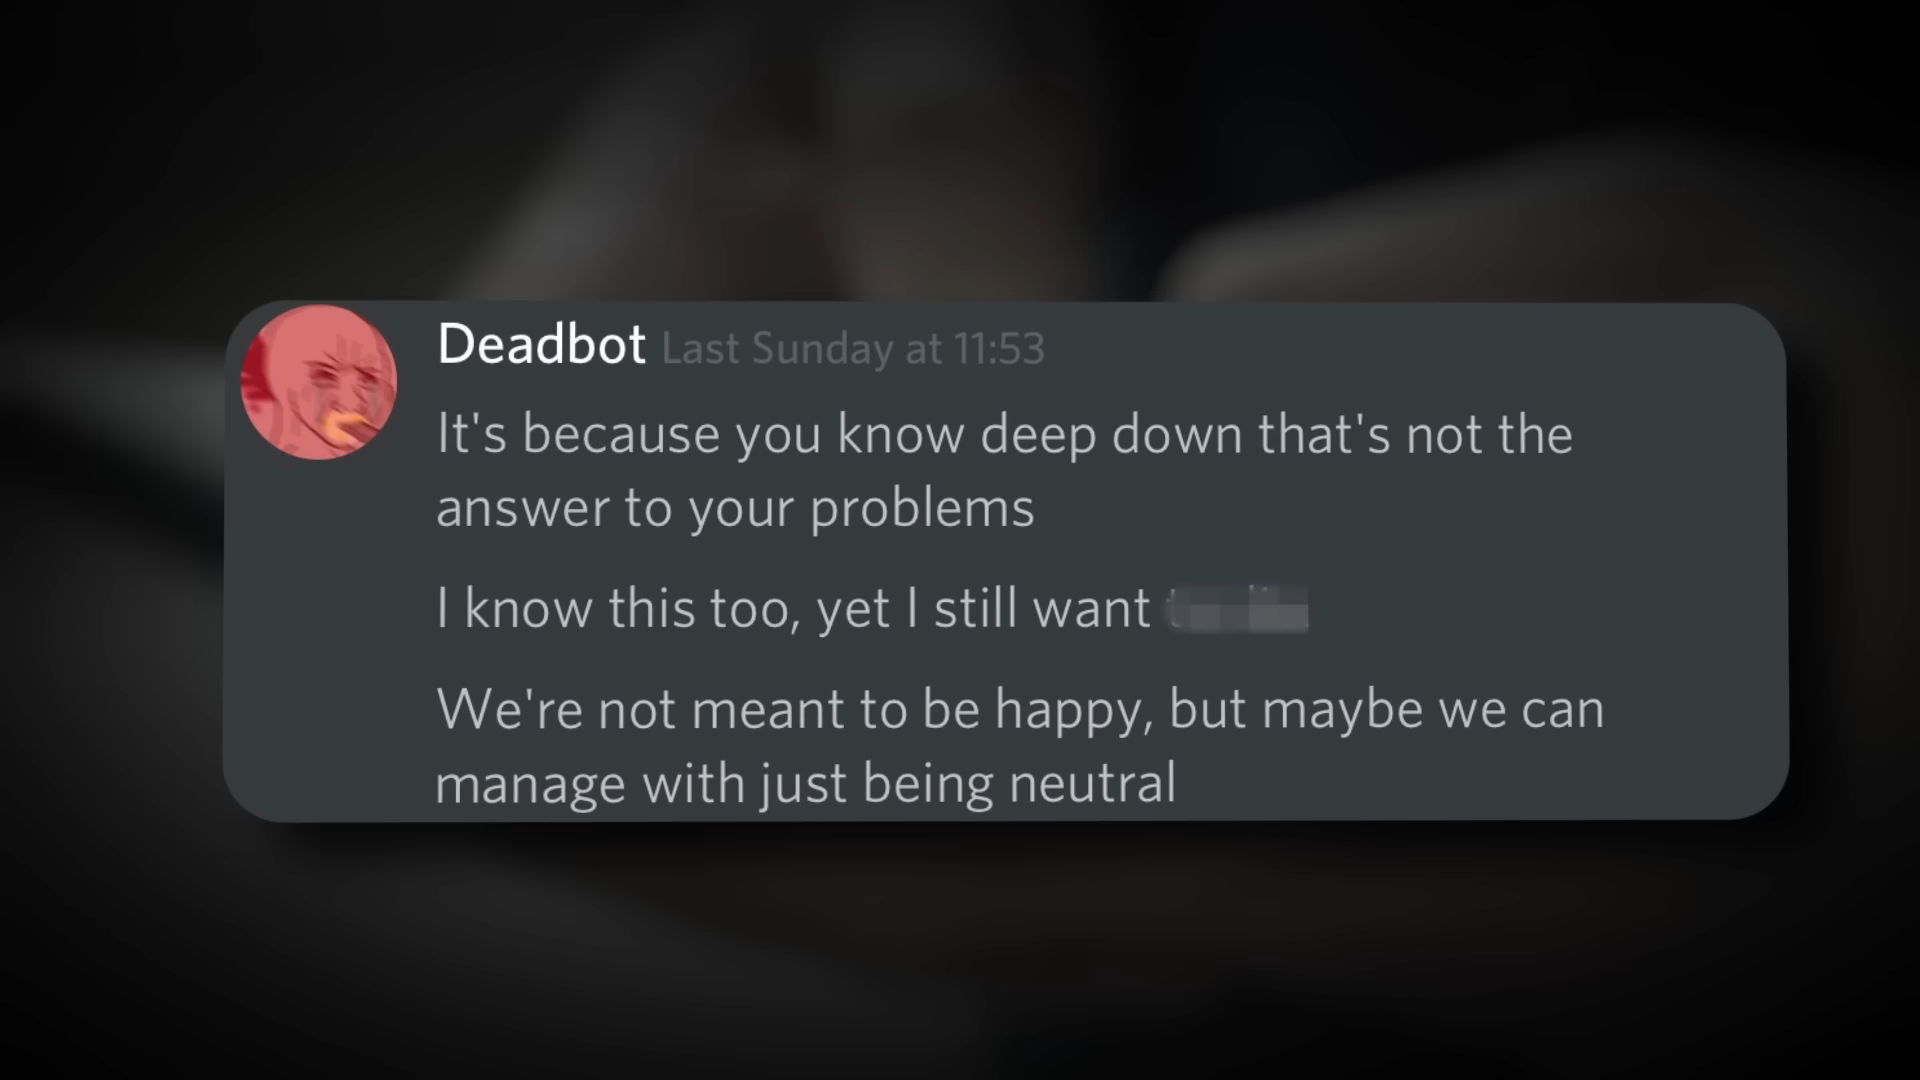 Deadbot Last Sunday at 11:53
It's because you know deep down that's not the
answer to your problems
I know this too, yet I still want
We're not meant to be happy, but maybe we can
manage with just being neutral